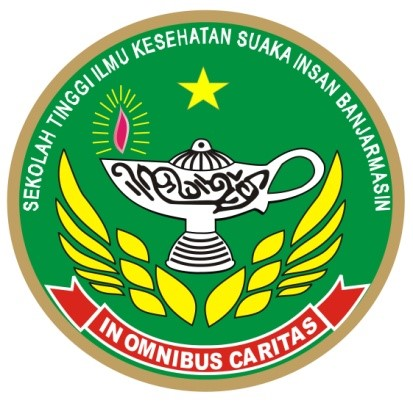 SEKOLAH TINGGI ILMU KESEHATAN SUAKA INSAN BANJARMASIN
IN OMNIBUS CARITAS